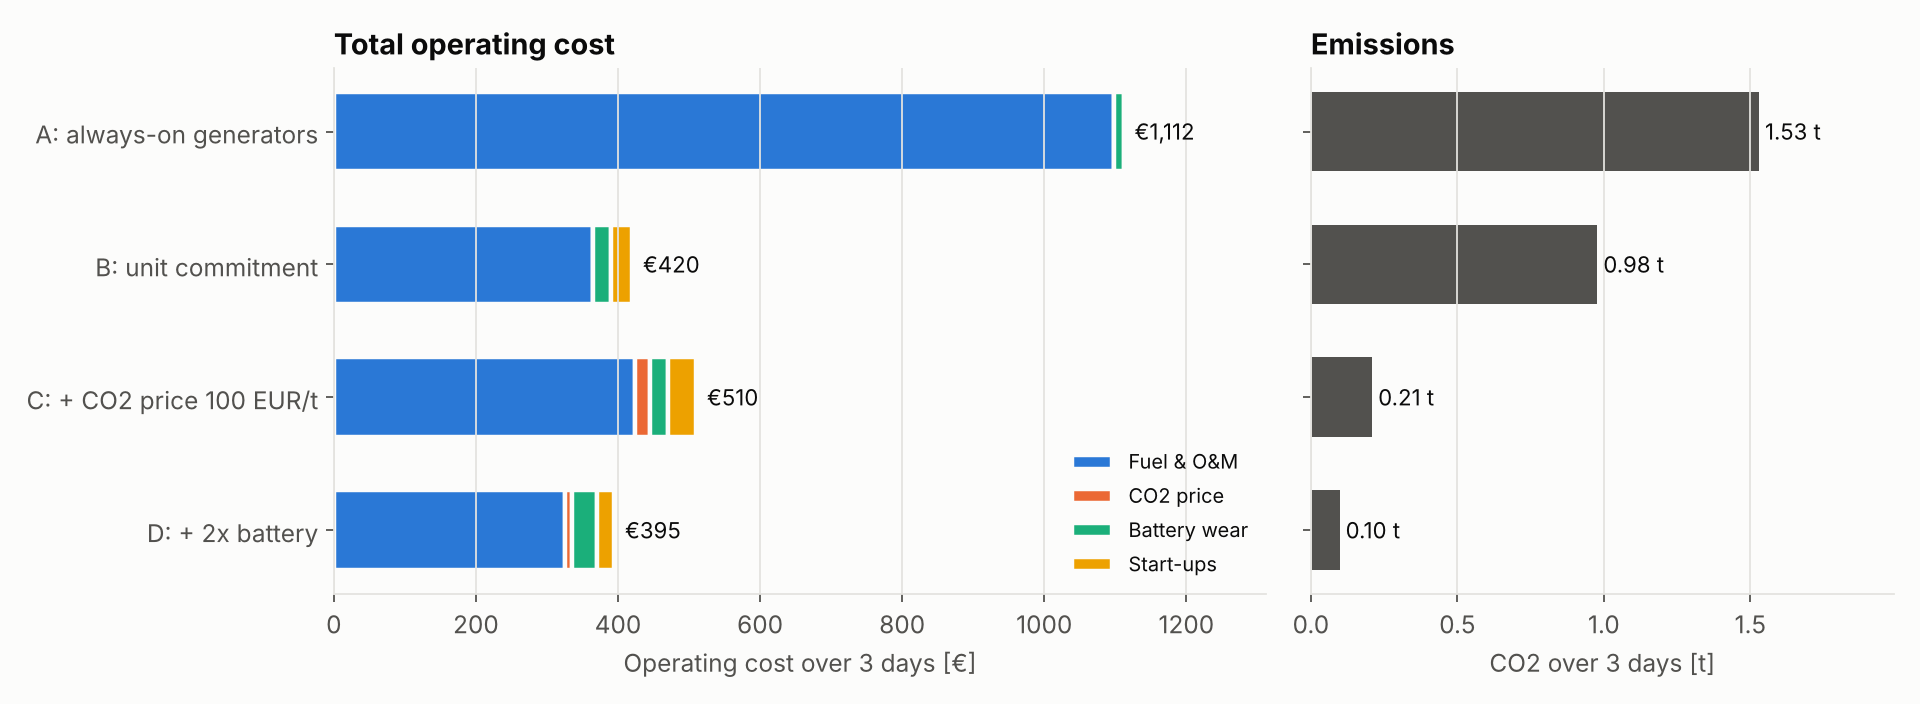 Total operating cost
A: always-on generators
€1,112
B: unit commitment
€420
C: + CO2 price 100 EUR/t
€510
D: + 2x battery
€395
Fuel & O&M
CO2 price
Battery wear
Start-ups
0 200 400 600 800 1000 1200
Operating cost over 3 days [€]
Emissions
1.53 t
0.98 t
0.21 t
0.10 t
0.0 0.5 1.0 1.5
CO2 over 3 days [t]